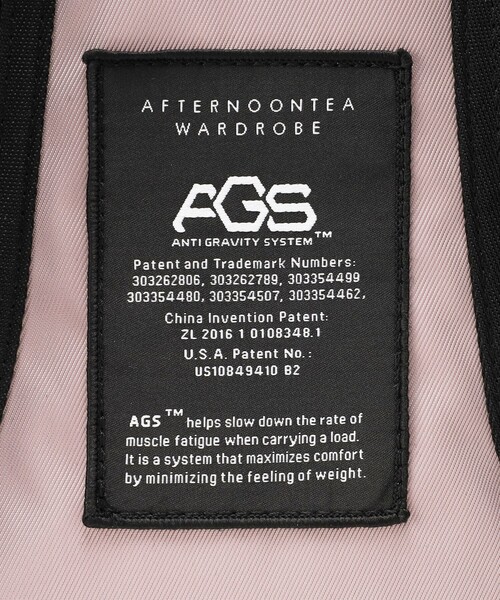 AFTERNOONTEA
WARDROBE
AGS
ANTI GRAVITY SYSTEM™
Patent and Trademark Numbers:
303262806, 303262789, 303354499
303354480, 303354507, 303354462,
China Invention Patent:
ZL 2016 1 0108348.1
U.S.A. Patent No.:
US10849410 B2
AGS™ helps slow down the rate of
muscle fatigue when carrying a load.
It is a system that maximizes comfort
by minimizing the feeling of weight.